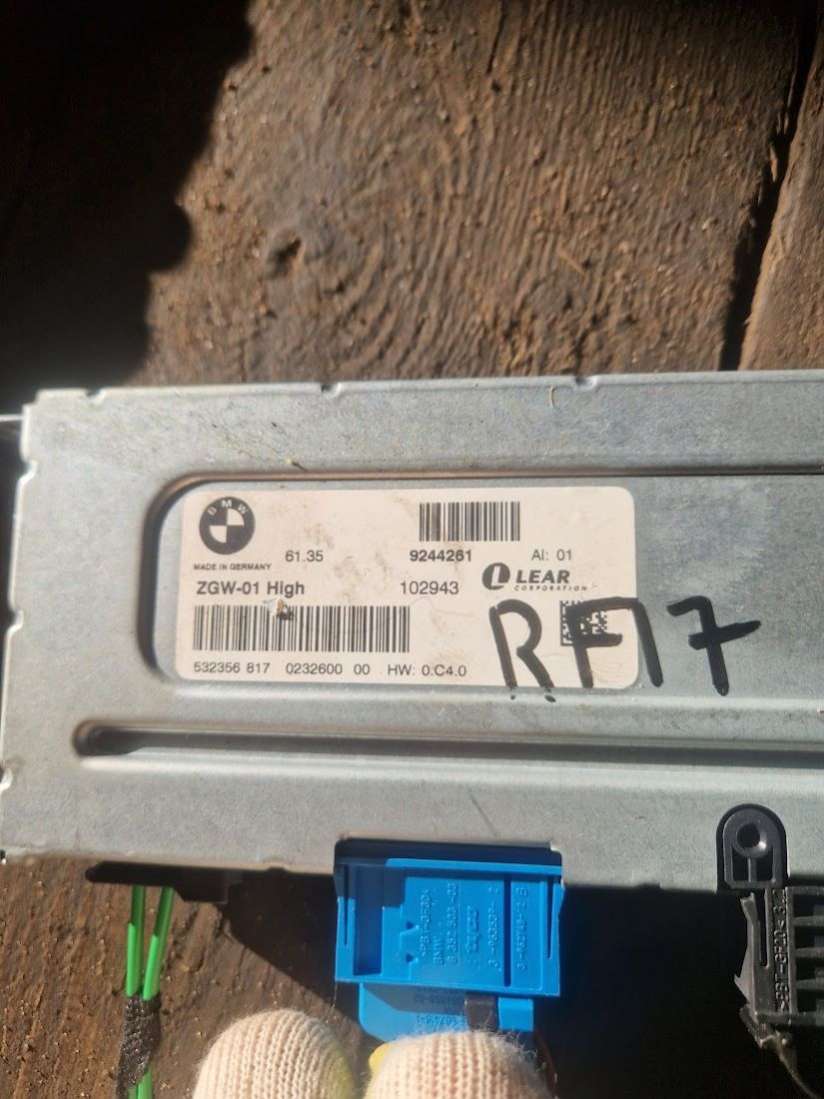 BMW
61.35
9244261
AI: 01
MADE IN GERMANY
ZGW-01 High
102943
LEAR
CORPORATION
532356 817 0232600 00 HW: 0.C4.0
RF17